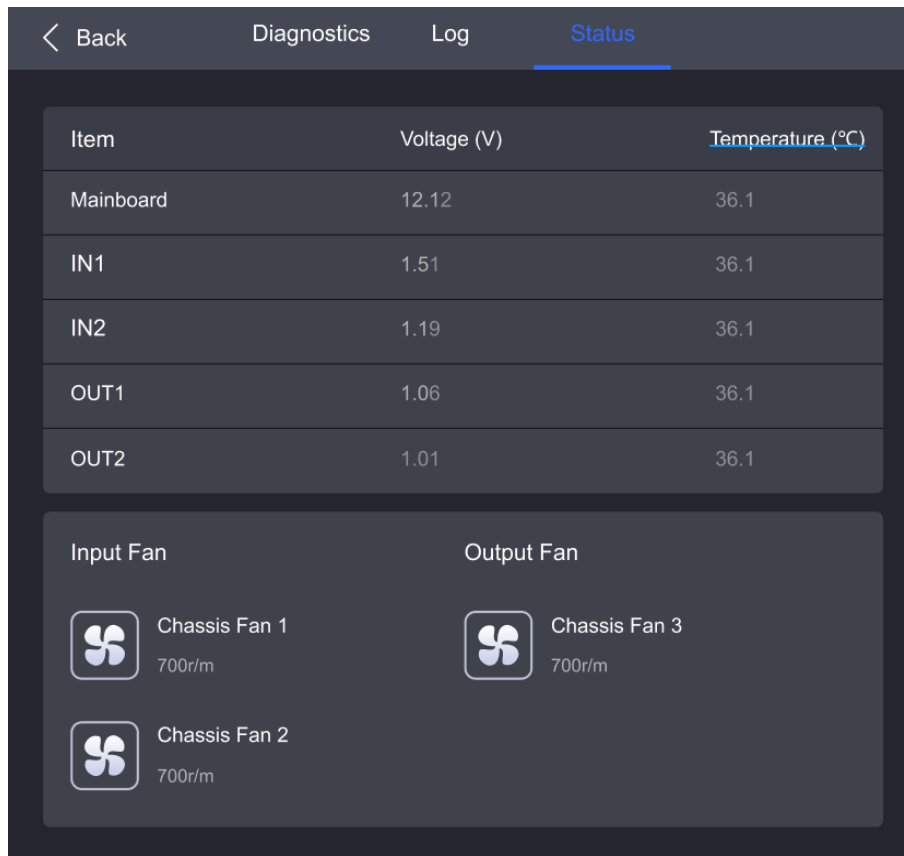 Back Diagnostics Log Status
Item Voltage (V) Temperature (℃)
Mainboard 12.12 36.1
IN1 1.51 36.1
IN2 1.19 36.1
OUT1 1.06 36.1
OUT2 1.01 36.1
Input Fan Output Fan
Chassis Fan 1 Chassis Fan 3
700r/m 700r/m
Chassis Fan 2
700r/m